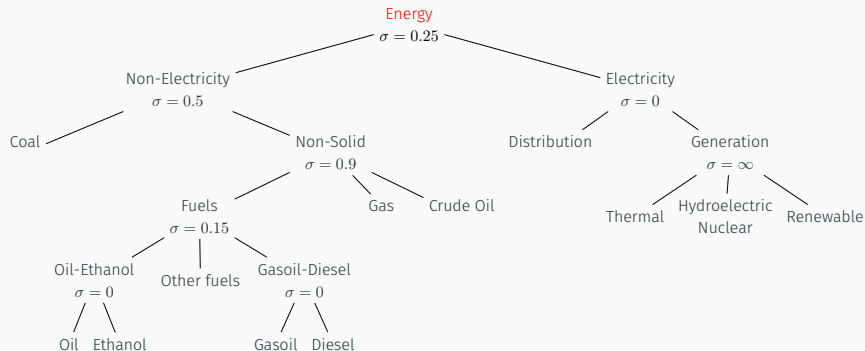 Energy
σ = 0.25
Non-Electricity
σ = 0.5
Electricity
σ = 0
Coal
Non-Solid
σ = 0.9
Distribution
Generation
σ = ∞
Fuels
σ = 0.15
Gas
Crude Oil
Thermal
Hydroelectric
Nuclear
Renewable
Oil-Ethanol
σ = 0
Other fuels
Gasoil-Diesel
σ = 0
Oil
Ethanol
Gasoil
Diesel